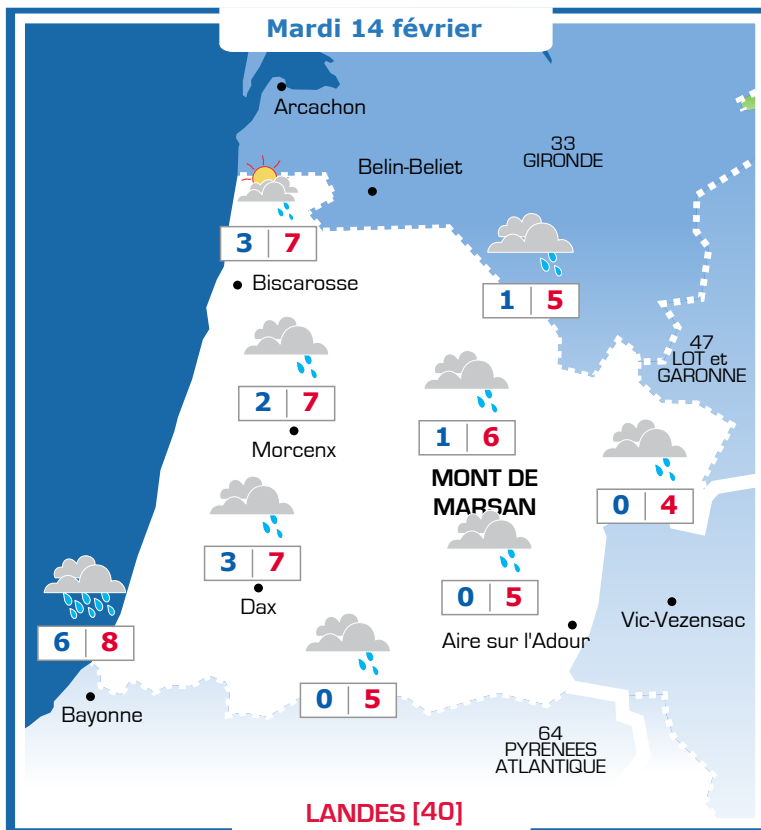 Mardi 14 février
Arcachon
33
GIRONDE
Belin-Beliet
3 7
Biscarosse
1 5
47
LOT et
GARONNE
2 7
Morcenx
1 6
MONT DE
MARSAN
0 4
3 7
Dax
0 5
Aire sur l'Adour
Vic-Vezensac
6 8
Bayonne
0 5
64
PYRENEES
ATLANTIQUE
LANDES [40]